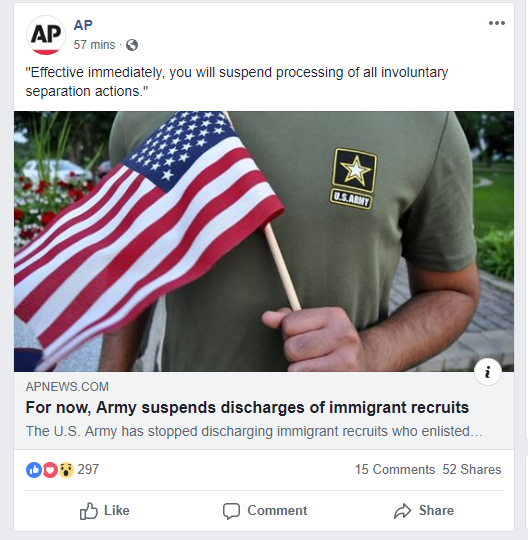 AP
AP
57 mins ·
"Effective immediately, you will suspend processing of all involuntary
separation actions."
U.S.ARMY
i
APNEWS.COM
For now, Army suspends discharges of immigrant recruits
The U.S. Army has stopped discharging immigrant recruits who enlisted...
297
15 Comments 52 Shares
Like
Comment
Share